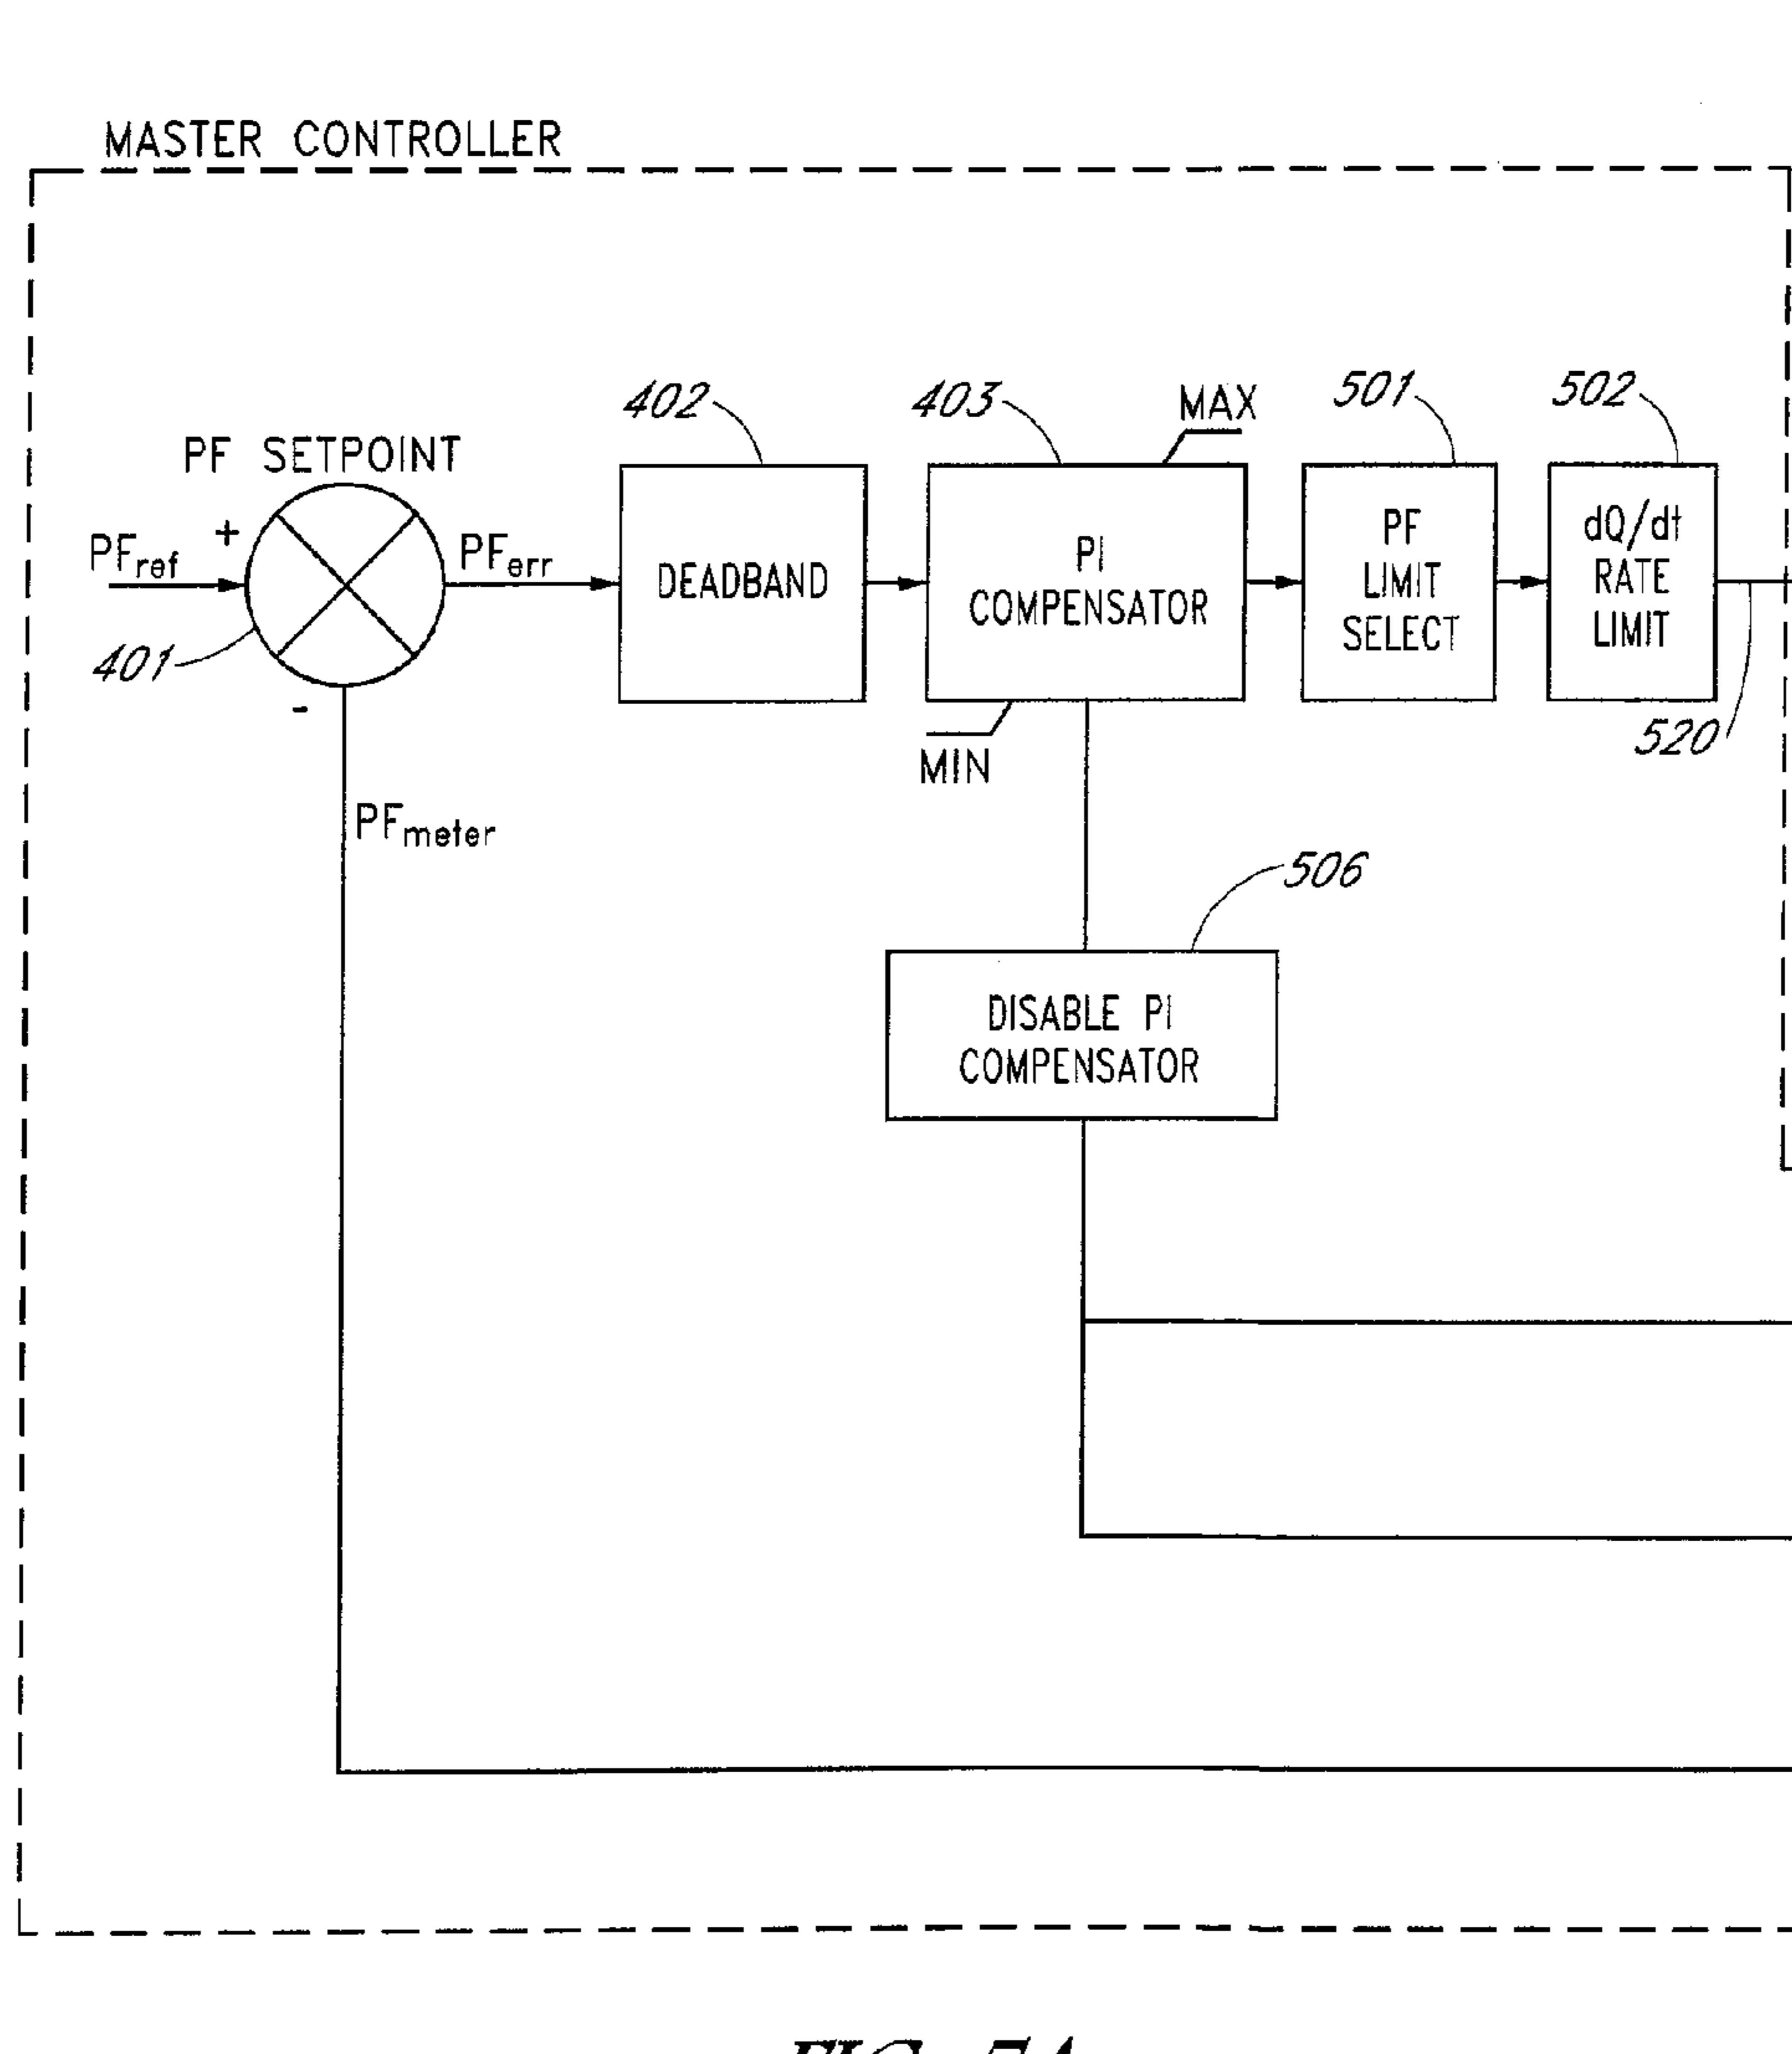 MASTER CONTROLLER
402
403
MAX
501
502
PF SETPOINT
+
PFref
PFerr
401
-
DEADBAND
PI
COMPENSATOR
PF
LIMIT
SELECT
dQ/dt
RATE
LIMIT
520
MIN
PFmeter
506
DISABLE PI
COMPENSATOR